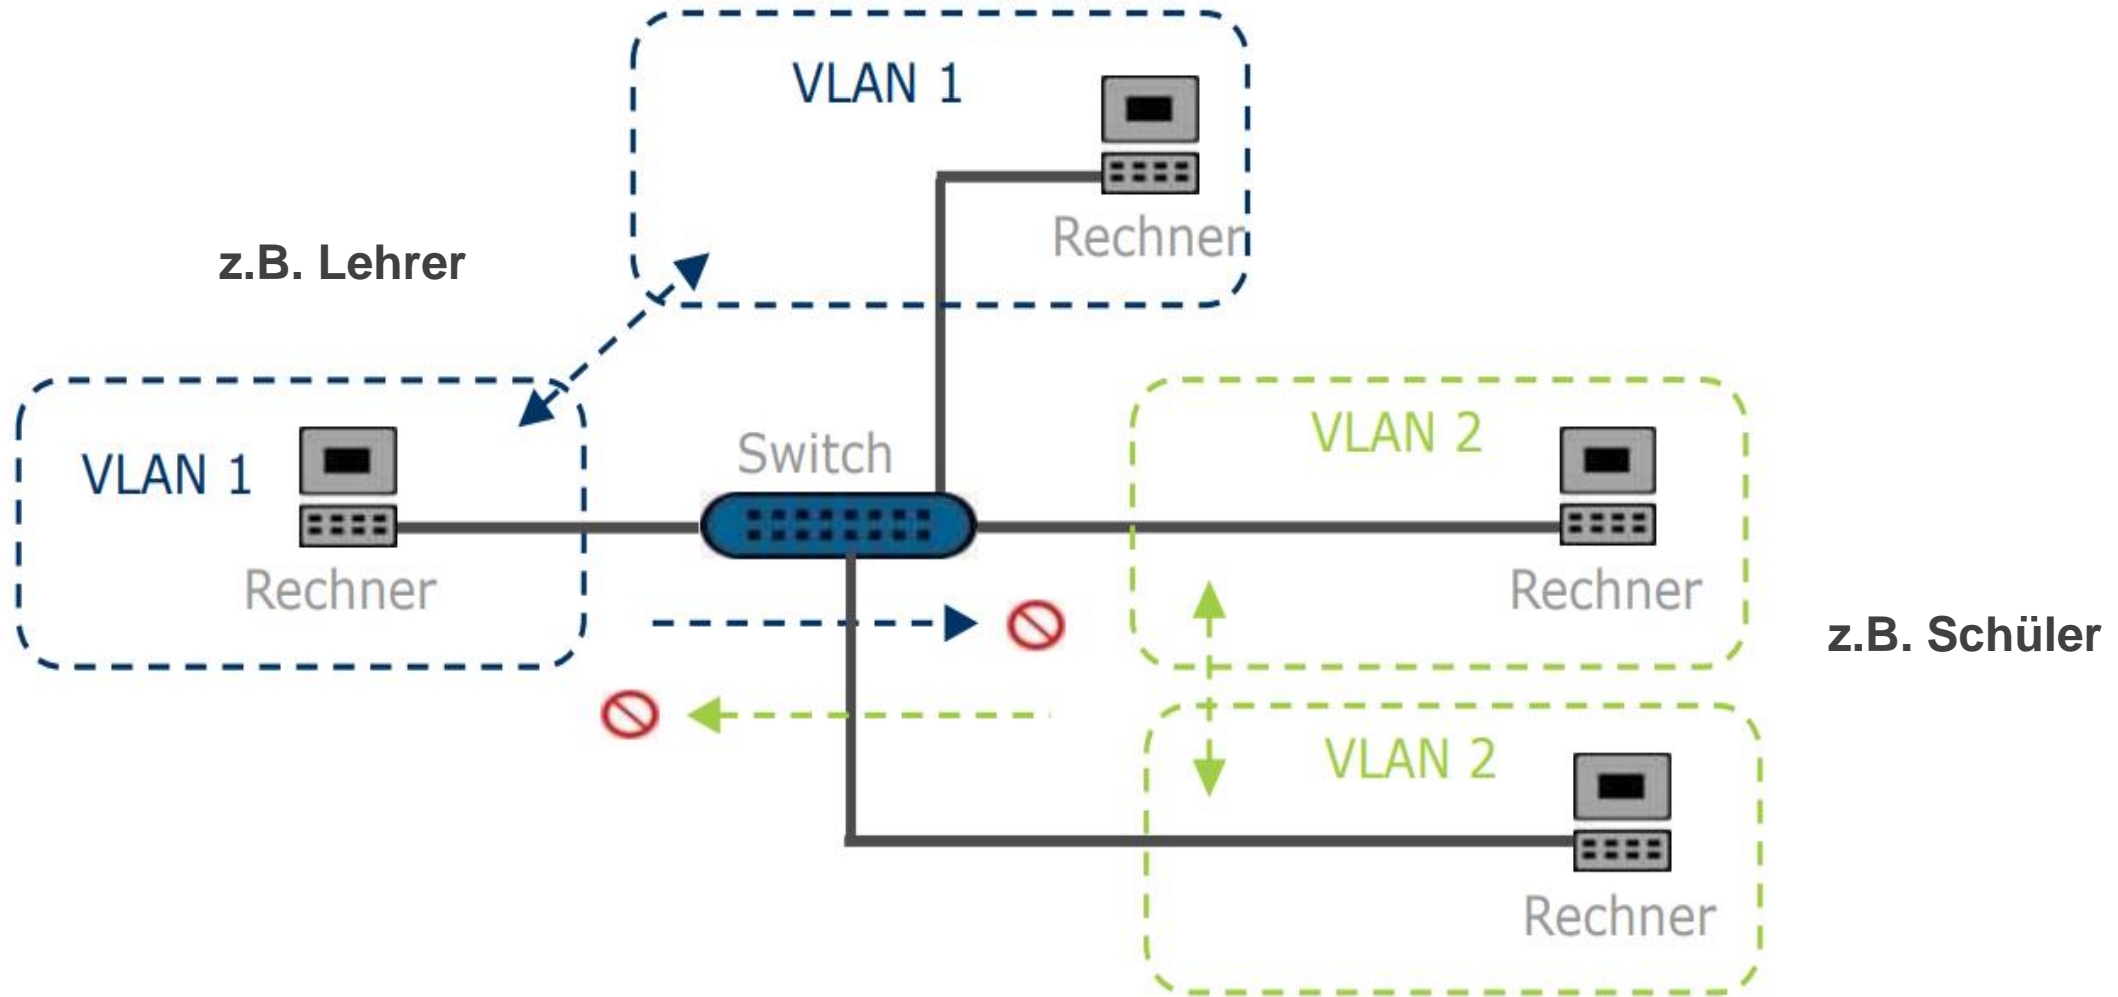 VLAN 1
Rechner
z.B. Lehrer
VLAN 1
Rechner
Switch
VLAN 2
Rechner
z.B. Schüler
VLAN 2
Rechner